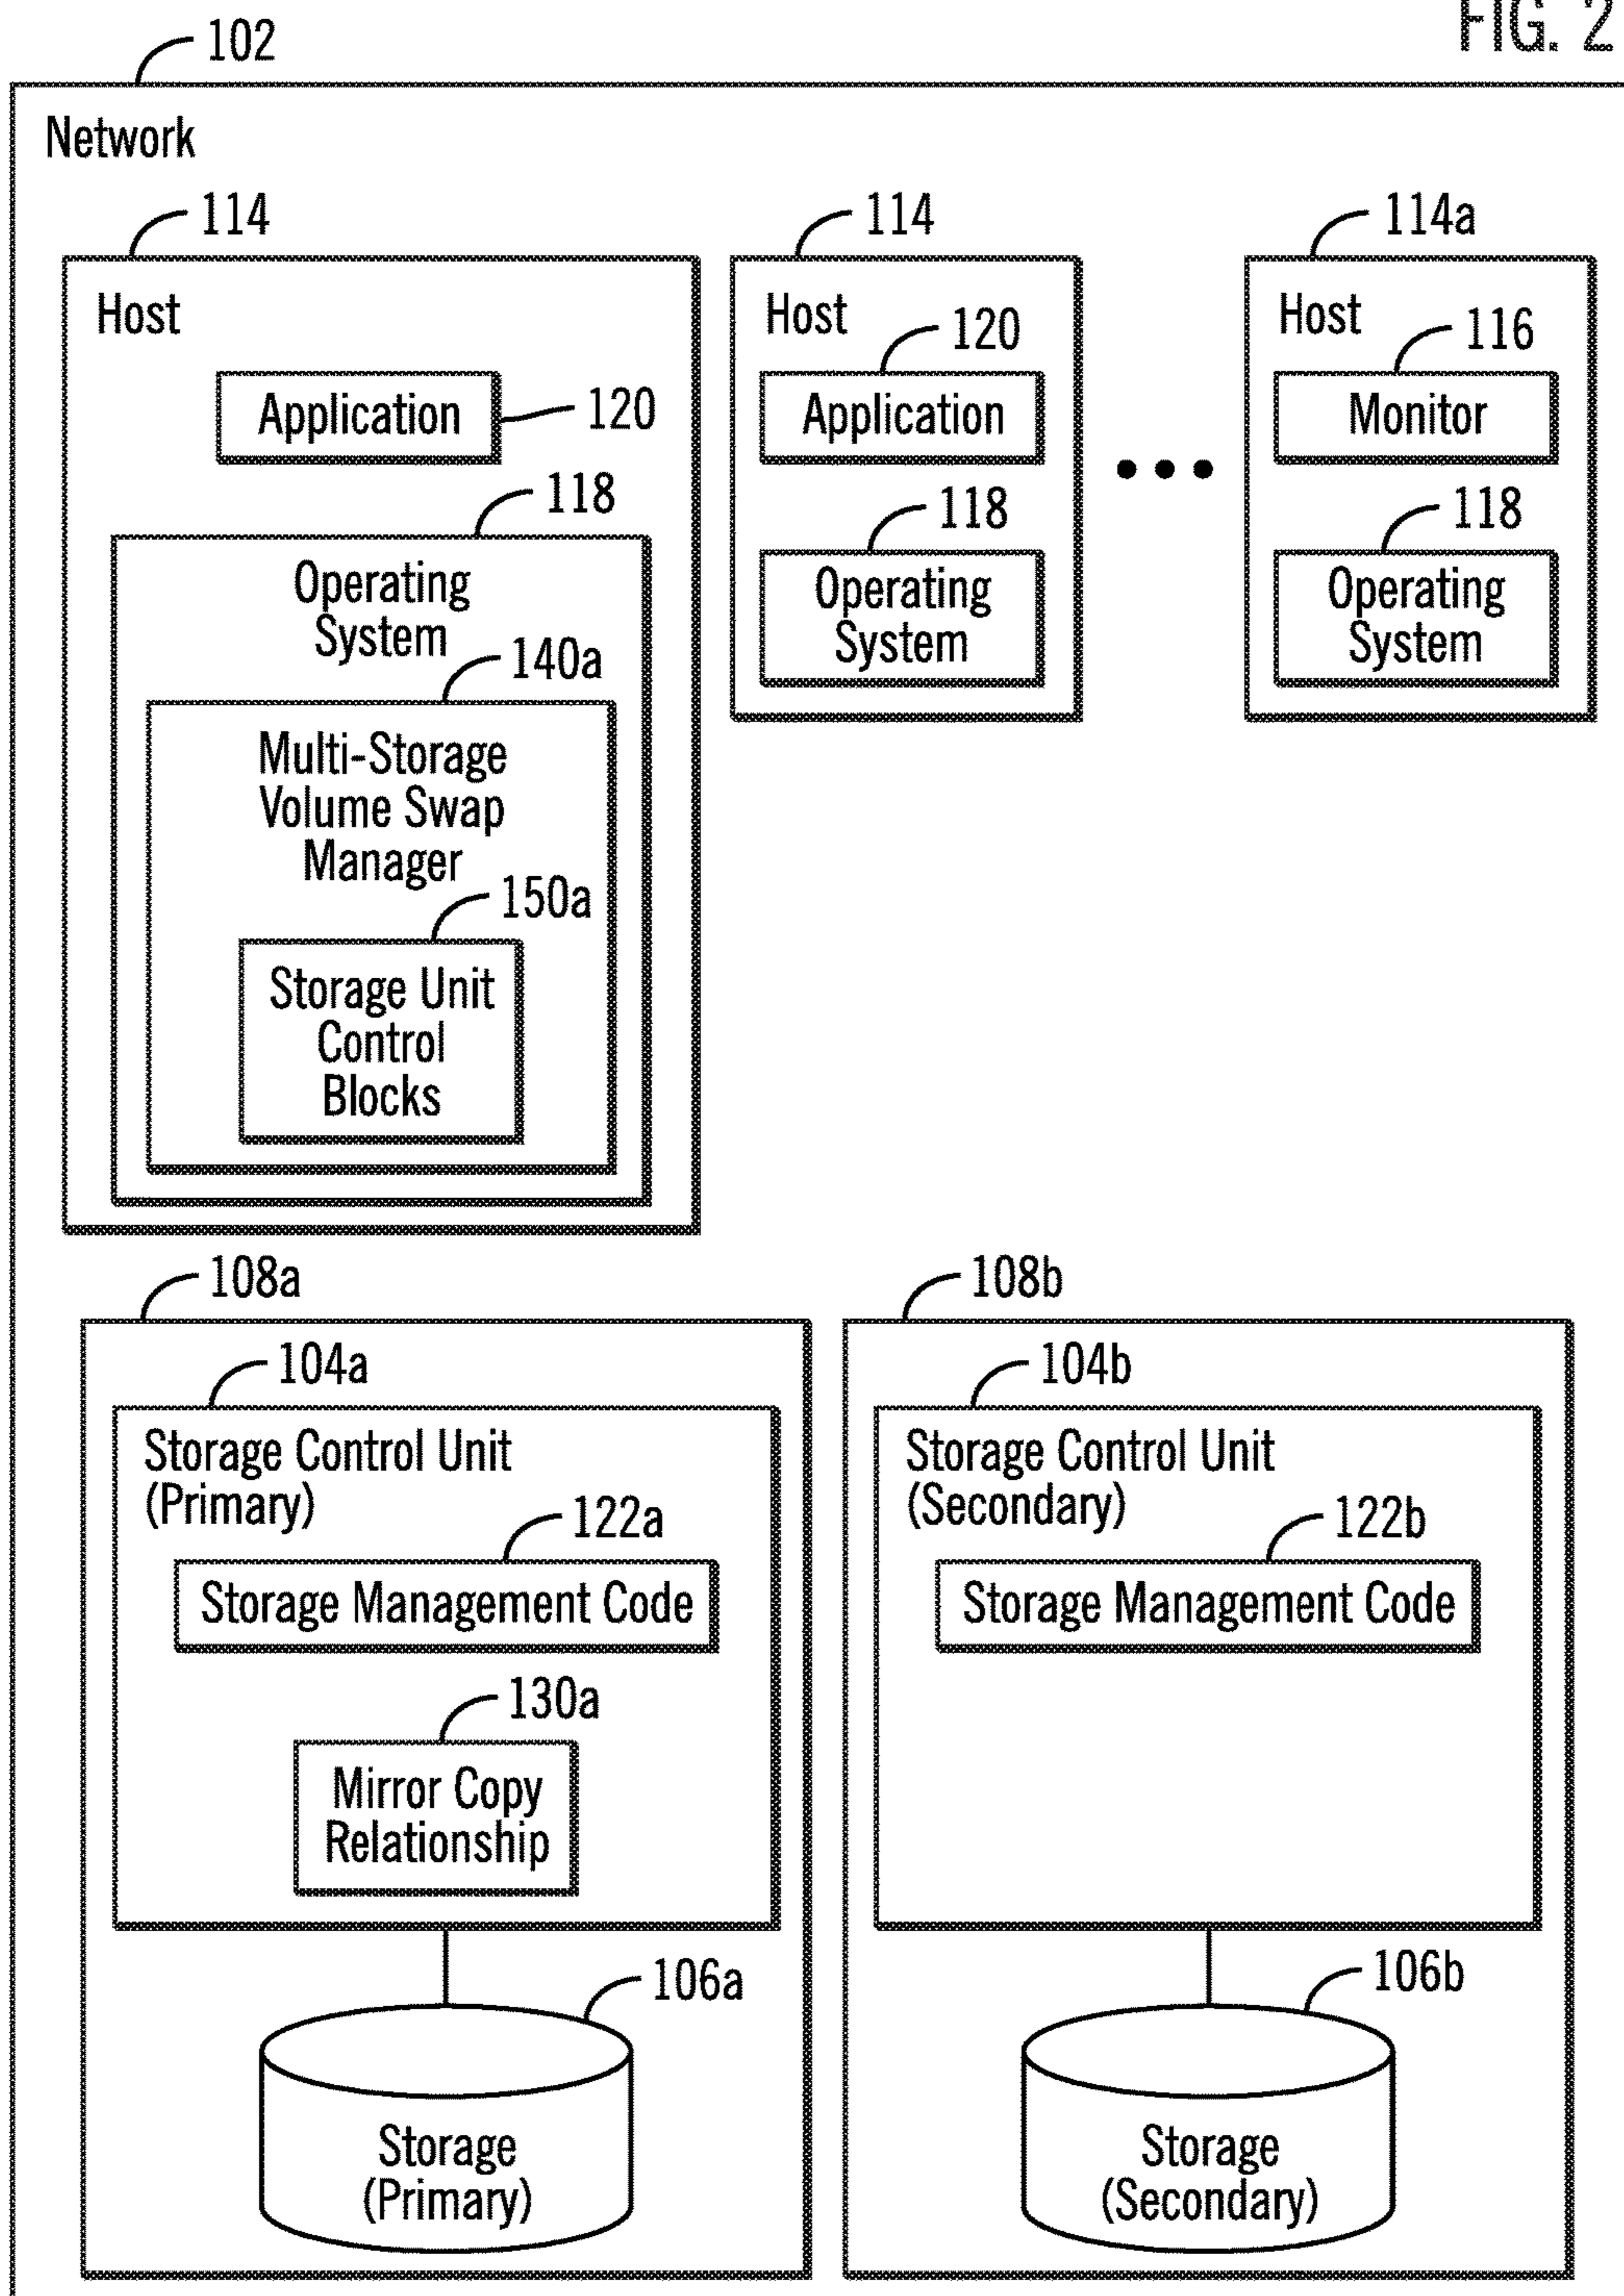 FIG. 2
102
Network
114
Host
Application
120
118
Operating
System
140a
Multi-Storage
Volume Swap
Manager
150a
Storage Unit
Control
Blocks
114
Host
120
Application
118
Operating
System
114a
Host
116
Monitor
118
Operating
System
108a
104a
Storage Control Unit
(Primary)
122a
Storage Management Code
130a
Mirror Copy
Relationship
106a
Storage
(Primary)
108b
104b
Storage Control Unit
(Secondary)
122b
Storage Management Code
106b
Storage
(Secondary)